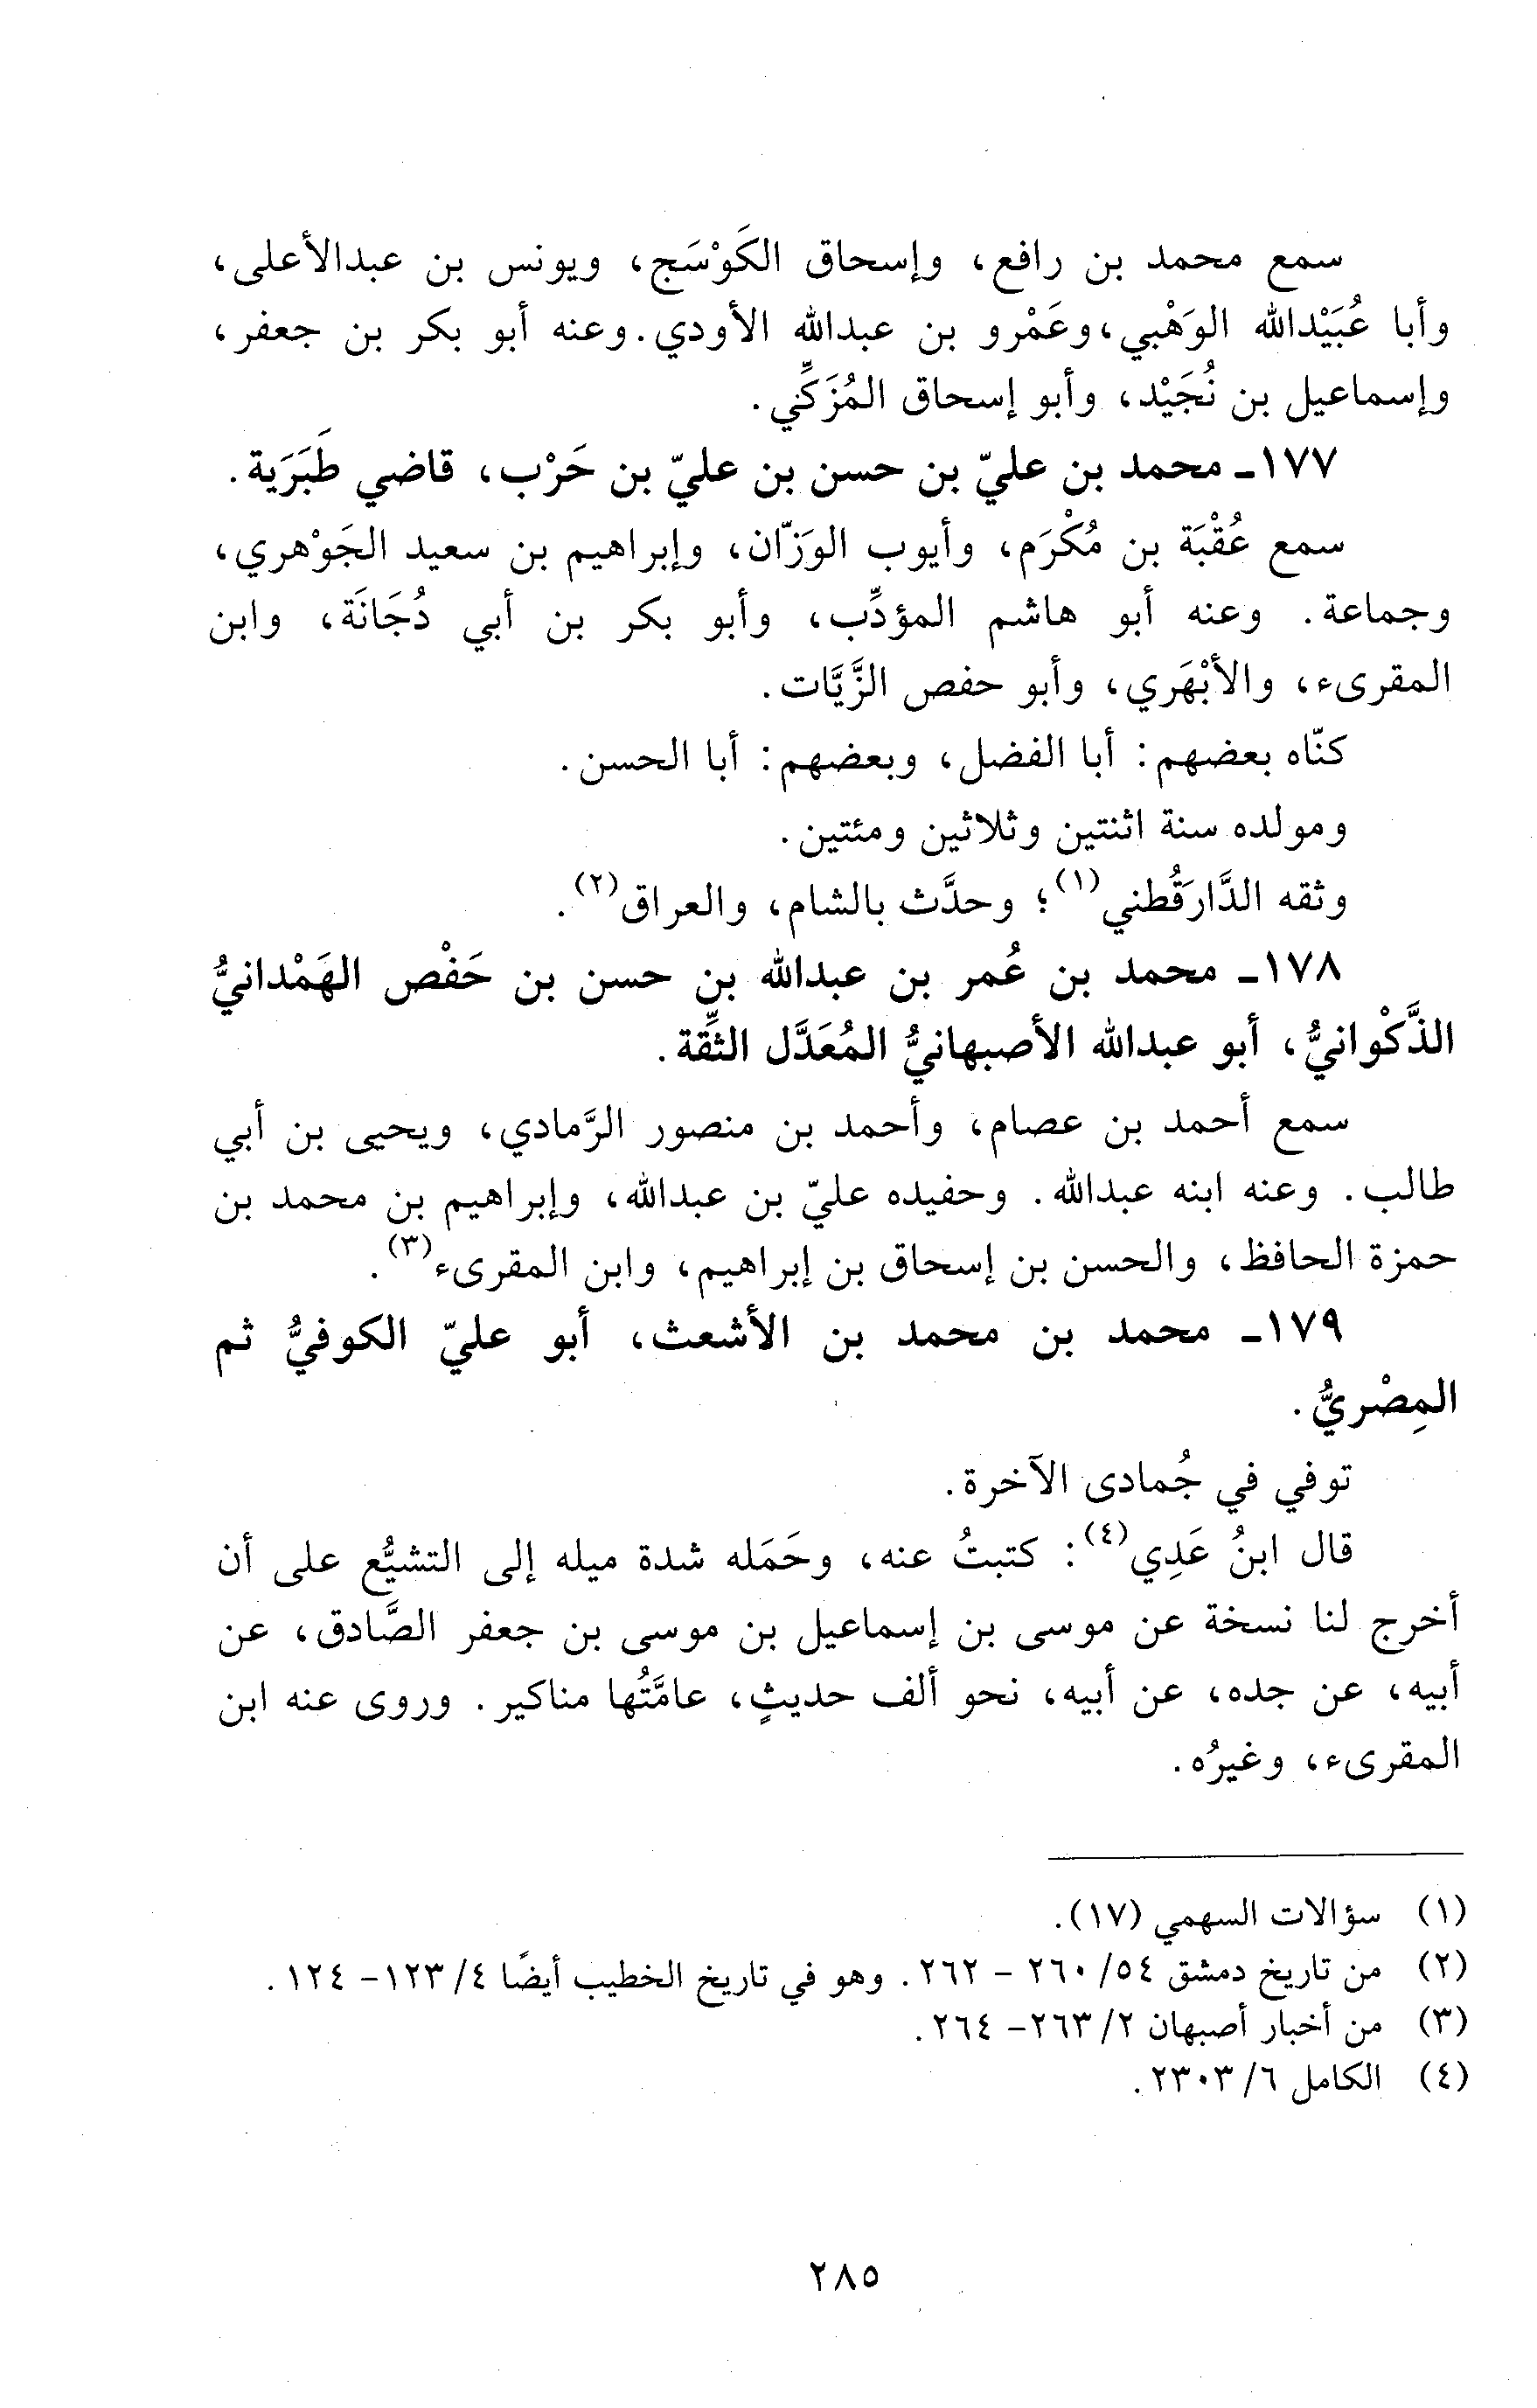 سمع محمد بن رافع، وإسحاق الكَوْسَج، ويونس بن عبدالأعلى،
وأبا عُبَيْدالله الوَهْبي،وعَمْرو بن عبدالله الأودي.وعنه أبو بكر بن جعفر،
وإسماعيل بن نُجَيْد، وأبو إسحاق المُزَكِّي.
١٧٧- محمد بن عليّ بن حسن بن عليّ بن حَرْب، قاضي طَبَرَية.
سمع عُقْبَة بن مُكْرَم، وأيوب الوَزّان، وإبراهيم بن سعيد الجَوْهري،
وجماعة. وعنه أبو هاشم المؤدِّب، وأبو بكر بن أبي دُجَانَة، وابن
المقرىء، والأبْهَري، وأبو حفص الزَّيَّات.
كنّاه بعضهم: أبا الفضل، وبعضهم: أبا الحسن.
ومولده سنة اثنتين وثلاثين ومئتين.
وثقه الدَّارَقُطني(١)؛ وحدَّث بالشام، والعراق(٢).
١٧٨- محمد بن عُمر بن عبدالله بن حسن بن حَفْص الهَمْدانيُّ
الذَّكْوانيُّ، أبو عبدالله الأصبهانيُّ المُعَدَّل الثِّقة.
سمع أحمد بن عصام، وأحمد بن منصور الرَّمادي، ويحيى بن أبي
طالب. وعنه ابنه عبدالله. وحفيده عليّ بن عبدالله، وإبراهيم بن محمد بن
حمزة الحافظ، والحسن بن إسحاق بن إبراهيم، وابن المقرىء(٣).
١٧٩- محمد بن محمد بن الأشعث، أبو عليّ الكوفيُّ ثم
المِصْريُّ.
توفي في جُمادى الآخرة.
قال ابنُ عَدِي(٤): كتبتُ عنه، وحَمَله شدة ميله إلى التشيُّع على أن
أخرج لنا نسخة عن موسى بن إسماعيل بن موسى بن جعفر الصَّادق، عن
أبيه، عن جده، عن أبيه، نحو ألف حديثٍ، عامَّتُها مناكير. وروى عنه ابن
المقرىء، وغيرُه.
(١) سؤالات السهمي (١٧).
(٢) من تاريخ دمشق ٥٤/ ٢٦٠ - ٢٦٢. وهو في تاريخ الخطيب أيضًا ٤/ ١٢٣- ١٢٤.
(٣) من أخبار أصبهان ٢/ ٢٦٣- ٢٦٤.
(٤) الكامل ٦/ ٢٣٠٣.
٢٨٥